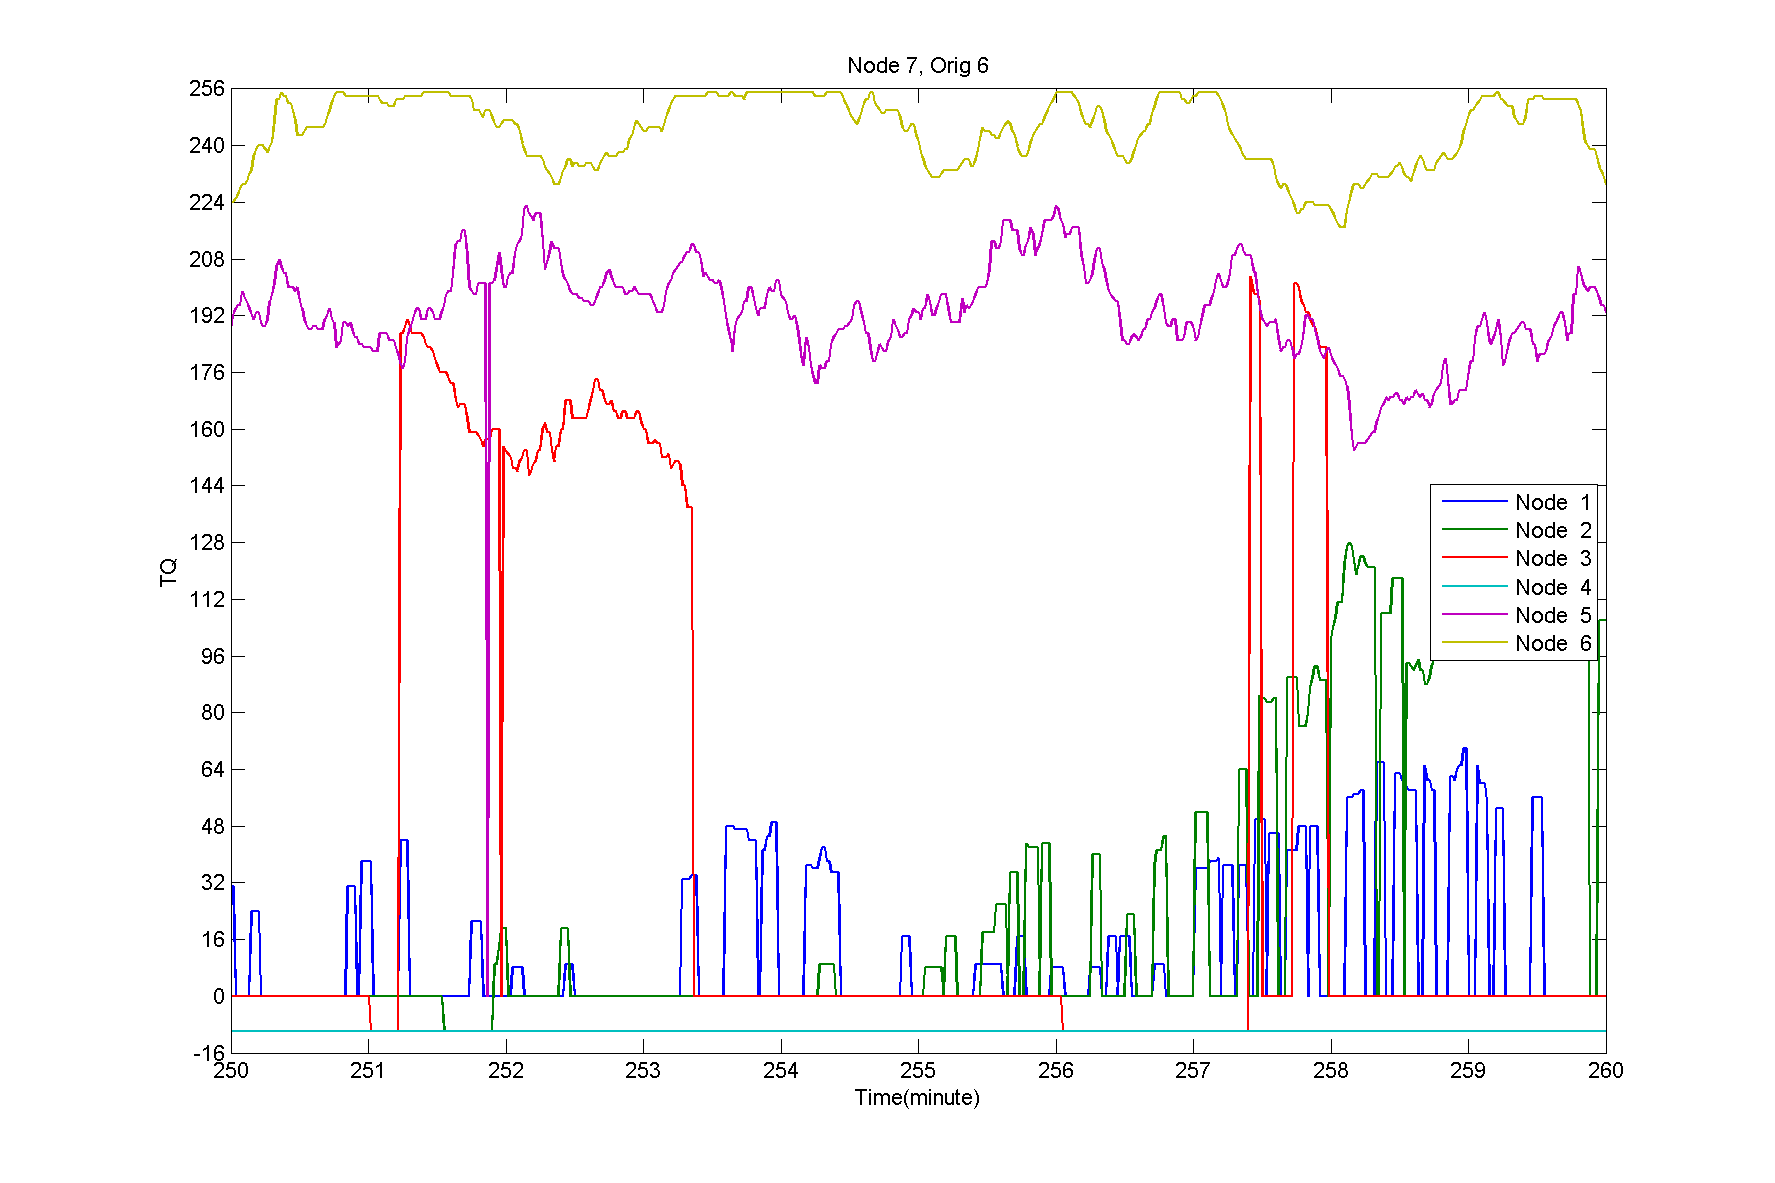 Node 7, Orig 6
256
240
224
208
192
176
160
144
128
112
96
80
64
48
32
16
0
-16
TQ
Node 1
Node 2
Node 3
Node 4
Node 5
Node 6
250 251 252 253 254 255 256 257 258 259 260
Time(minute)